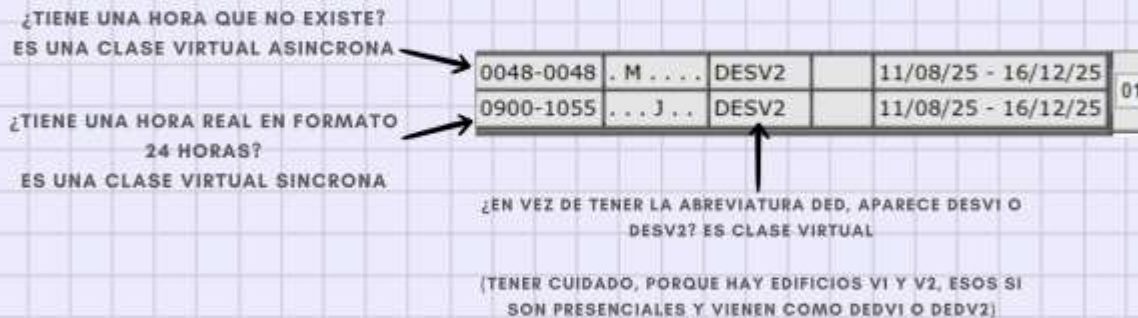 ¿TIENE UNA HORA QUE NO EXISTE?
ES UNA CLASE VIRTUAL ASINCRONA
0048-0048 . M . . . . DESV2 11/08/25 - 16/12/25
0900-1055 . . . J . . DESV2 11/08/25 - 16/12/25
01
¿TIENE UNA HORA REAL EN FORMATO
24 HORAS?
ES UNA CLASE VIRTUAL SINCRONA
¿EN VEZ DE TENER LA ABREVIATURA DED, APARECE DESV1 O
DESV2? ES CLASE VIRTUAL
(TENER CUIDADO, PORQUE HAY EDIFICIOS V1 Y V2, ESOS SI
SON PRESENCIALES Y VIENEN COMO DEDV1 O DEDV2)